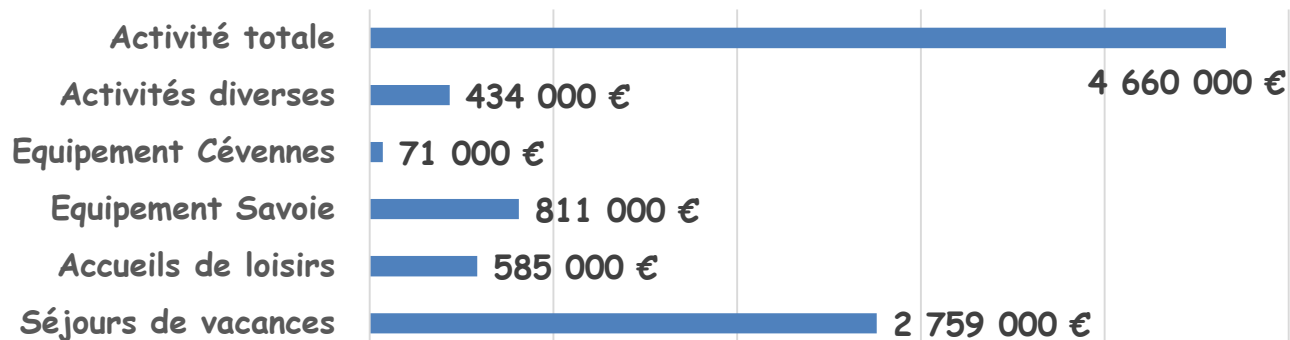 Activité totale
4 660 000 €
Activités diverses
434 000 €
Equipement Cévennes
71 000 €
Equipement Savoie
811 000 €
Accueils de loisirs
585 000 €
Séjours de vacances
2 759 000 €